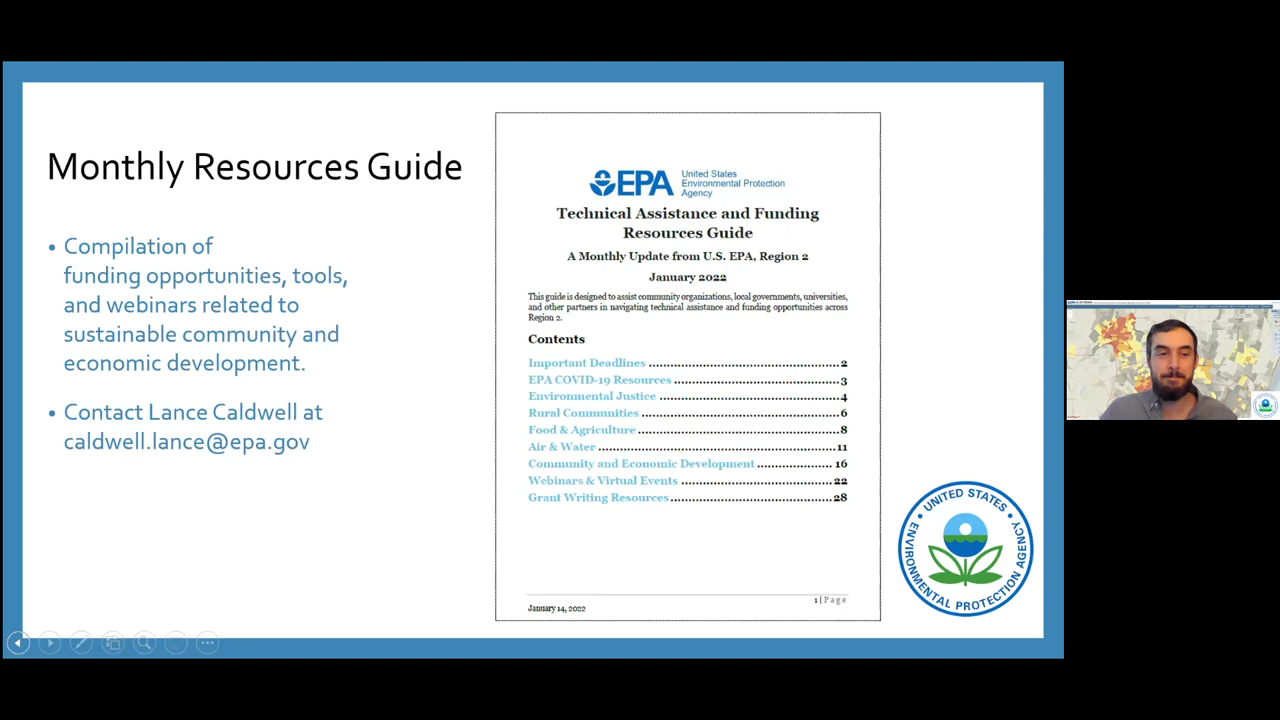 Monthly Resources Guide
• Compilation of
funding opportunities, tools,
and webinars related to
sustainable community and
economic development.
• Contact Lance Caldwell at
caldwell.lance@epa.gov
EPA
United States
Environmental Protection
Agency
Technical Assistance and Funding
Resources Guide
A Monthly Update from U.S. EPA, Region 2
January 2022
This guide is designed to assist community organizations, local governments, universities,
and other partners in navigating technical assistance and funding opportunities across
Region 2.
Contents
Important Deadlines ........ 2
EPA COVID-19 Resources ........ 3
Environmental Justice ........ 4
Rural Communities ........ 6
Food & Agriculture ........ 8
Air & Water ........ 11
Community and Economic Development ........ 16
Webinars & Virtual Events ........ 22
Grant Writing Resources ........ 28
1 | Page
January 14, 2022
UNITED STATES
ENVIRONMENTAL PROTECTION AGENCY